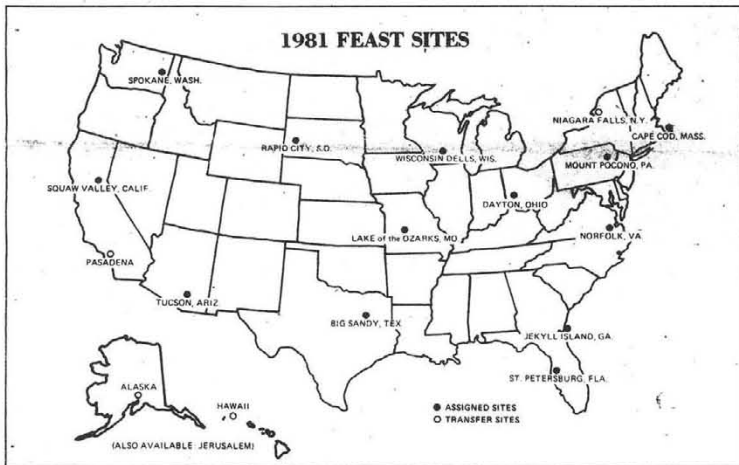 1981 FEAST SITES
SPOKANE, WASH.
NIAGARA FALLS, N.Y.
CAPE COD, MASS.
RAPID CITY, S.D.
WISCONSIN DELLS, WIS.
MOUNT POCONO, PA.
SQUAW VALLEY, CALIF.
DAYTON, OHIO
LAKE of the OZARKS, MO.
NORFOLK, VA.
PASADENA
TUCSON, ARIZ.
BIG SANDY, TEX.
JEKYLL ISLAND, GA.
ST. PETERSBURG, FLA.
ALASKA
HAWAII
ASSIGNED SITES
TRANSFER SITES
(ALSO AVAILABLE: JERUSALEM)